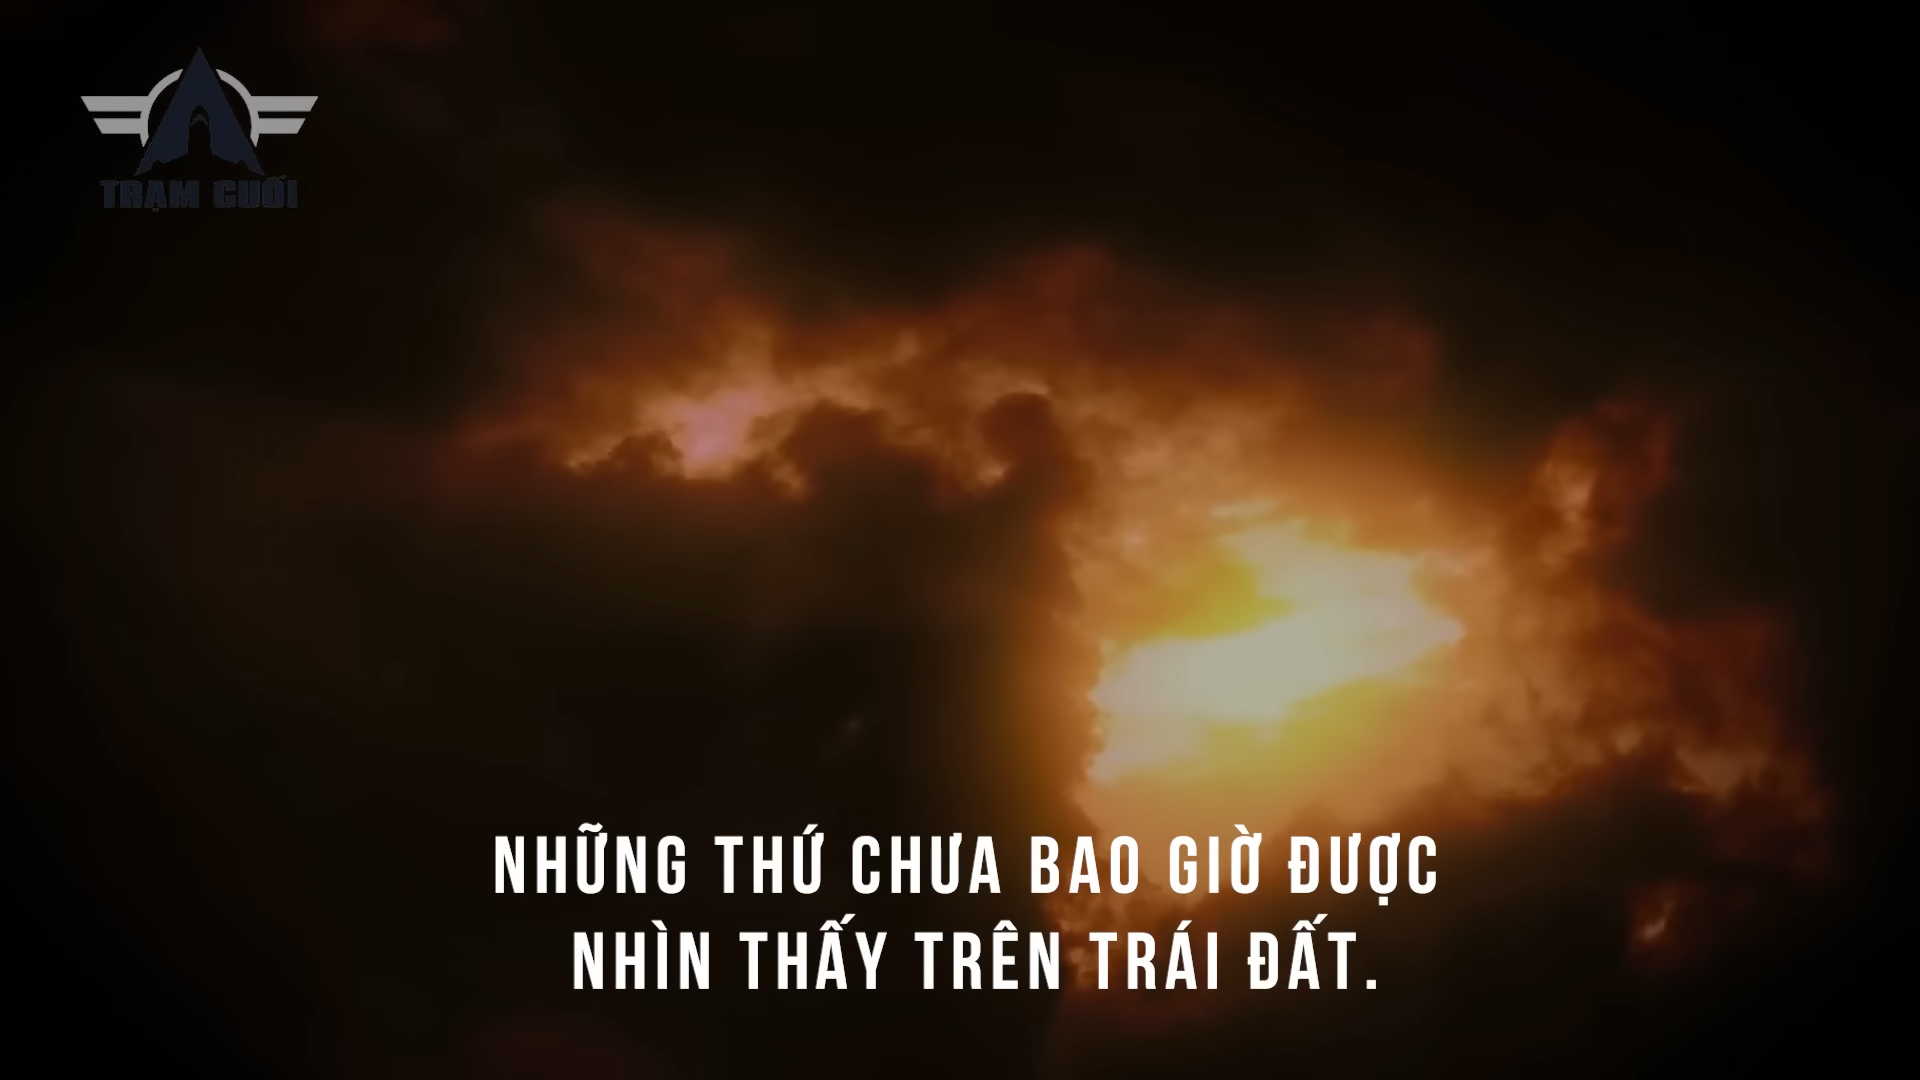 TRẠM CUỐI
NHỮNG THỨ CHƯA BAO GIỜ ĐƯỢC
NHÌN THẤY TRÊN TRÁI ĐẤT.